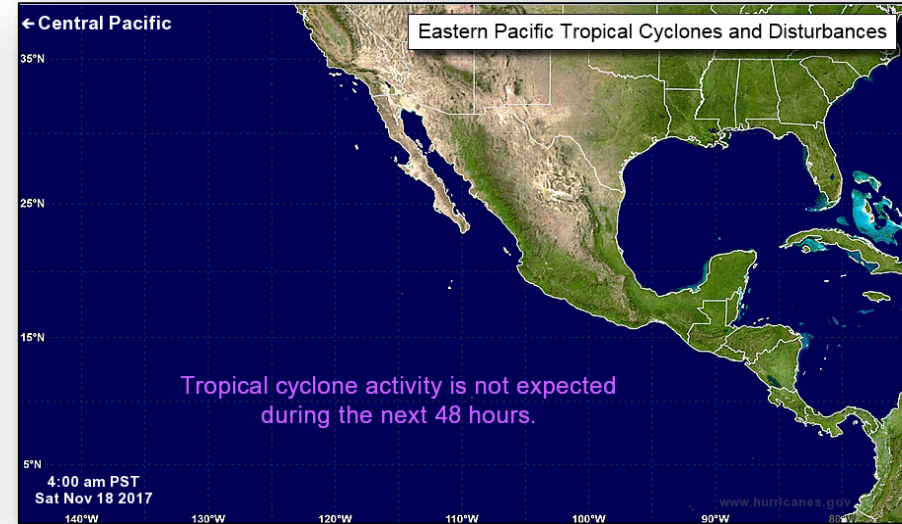 ←Central Pacific
Eastern Pacific Tropical Cyclones and Disturbances
35°N
25°N
15°N
Tropical cyclone activity is not expected
during the next 48 hours.
5°N
4:00 am PST
Sat Nov 18 2017
www.hurricanes.gov
140°W 130°W 120°W 110°W 100°W 90°W 80°W